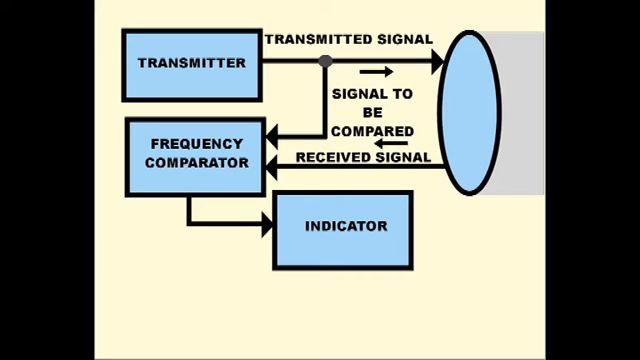 TRANSMITTED SIGNAL
TRANSMITTER
SIGNAL TO
BE
COMPARED
FREQUENCY
COMPARATOR
RECEIVED SIGNAL
INDICATOR